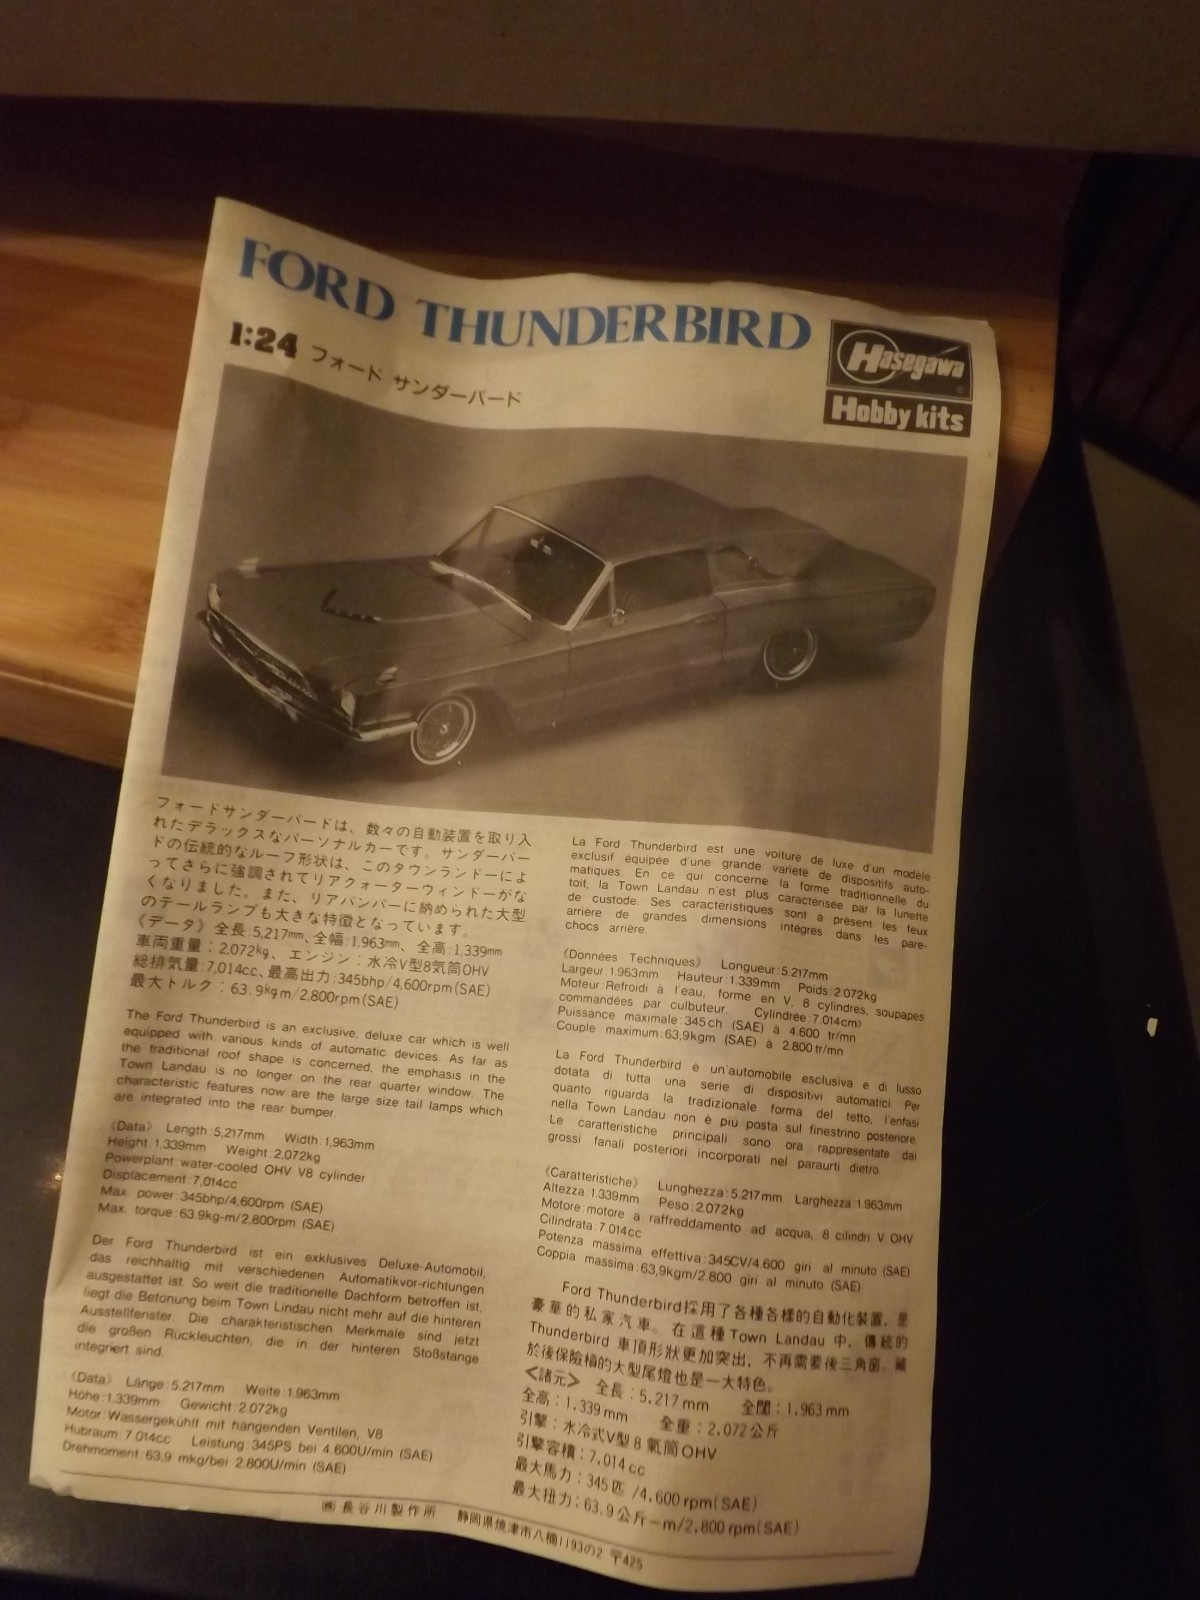 FORD THUNDERBIRD
1:24 フォード サンダーバード
Hasegawa
Hobby kits
フォードサンダーバードは、数々の自動装置を取り入
れたデラックスなパーソナルカーです。サンダーバー
ドの伝統的なルーフ形状は、このタウンランドーによ
ってさらに強調されてリアクォーターウィンドーがな
くなりました。また、リアバンパーに納められた大型
のテールランプも大きな特徴となっています。
《データ》全長:5,217mm、全幅:1,963mm、全高:1,339mm
車両重量:2,072kg、エンジン:水冷V型8気筒OHV
総排気量:7,014cc、最高出力:345bhp/4,600rpm(SAE)
最大トルク:63.9kgm/2,800rpm(SAE)
The Ford Thunderbird is an exclusive, deluxe car which is well
equipped with various kinds of automatic devices. As far as
the traditional roof shape is concerned, the emphasis in the
Town Landau is no longer on the rear quarter window. The
characteristic features now are the large size tail lamps which
are integrated into the rear bumper.
《Data》 Length:5,217mm Width:1,963mm
Height:1,339mm Weight:2,072kg
Powerplant:water-cooled OHV V8 cylinder
Displacement:7,014cc
Max. power:345bhp/4,600rpm (SAE)
Max. torque:63.9kg-m/2,800rpm (SAE)
Der Ford Thunderbird ist ein exklusives Deluxe-Automobil,
das reichhaltig mit verschiedenen Automatikvor-richtungen
ausgestattet ist. So weit die traditionelle Dachform betroffen ist,
liegt die Betonung beim Town Lindau nicht mehr auf die hinteren
Ausstellfenster. Die charakteristischen Merkmale sind jetzt
die großen Rückleuchten, die in der hinteren Stoßstange
integriert sind.
《Data》 Länge:5.217mm Weite:1.963mm
Höhe:1.339mm Gewicht:2.072kg
Motor:Wassergekühlt mit hängenden Ventilen, V8
Hubraum:7.014cc Leistung:345PS bei 4.600U/min (SAE)
Drehmoment:63.9 mkg/bei 2.800U/min (SAE)
La Ford Thunderbird est une voiture de luxe d'un modèle
exclusif équipée d'une grande variété de dispositifs auto-
matiques. En ce qui concerne la forme traditionnelle du
toit, la Town Landau n'est plus caractérisée par la lunette
de custode. Ses caractéristiques sont à présent les feux
arrière de grandes dimensions intégrés dans les pare-
chocs arrière.
《Données Techniques》 Longueur:5.217mm
Largeur:1.963mm Hauteur:1.339mm Poids:2.072kg
Moteur:Refroidi à l'eau, forme en V, 8 cylindres, soupapes
commandées par culbuteur Cylindrée:7.014cm³
Puissance maximale:345ch (SAE) à 4.600 tr/mn
Couple maximum:63,9kgm (SAE) à 2.800tr/mn
La Ford Thunderbird è un'automobile esclusiva e di lusso
dotata di tutta una serie di dispositivi automatici. Per
quanto riguarda la tradizionale forma del tetto, l'enfasi
nella Town Landau non è più posta sul finestrino posteriore.
Le caratteristiche principali sono ora rappresentate dai
grossi fanali posteriori incorporati nel paraurti dietro.
《Caratteristiche》 Lunghezza:5.217mm Larghezza:1.963mm
Altezza:1.339mm Peso:2.072kg
Motore:motore a raffreddamento ad acqua, 8 cilindri V OHV
Cilindrata:7.014cc
Potenza massima effettiva:345CV/4.600 giri al minuto (SAE)
Coppia massima:63,9kgm/2.800 giri al minuto (SAE)
Ford Thunderbird採用了各種各樣的自動化裝置，是
豪華的私家汽車。在這種Town Landau 中，傳統的
Thunderbird 車頂形狀更加突出，不再需要後三角窗。藏
於後保險槓的大型尾燈也是一大特色。
<諸元> 全長：5,217mm 全闊：1,963mm
全高：1,339mm 全重：2,072公斤
引擎：水冷式V型8氣筒OHV
引擎容積：7,014cc
最大馬力：345匹/4,600rpm(SAE)
最大扭力：63.9公斤－m/2,800rpm(SAE)
㈱長谷川製作所 静岡県焼津市八楠1193の2 〒425